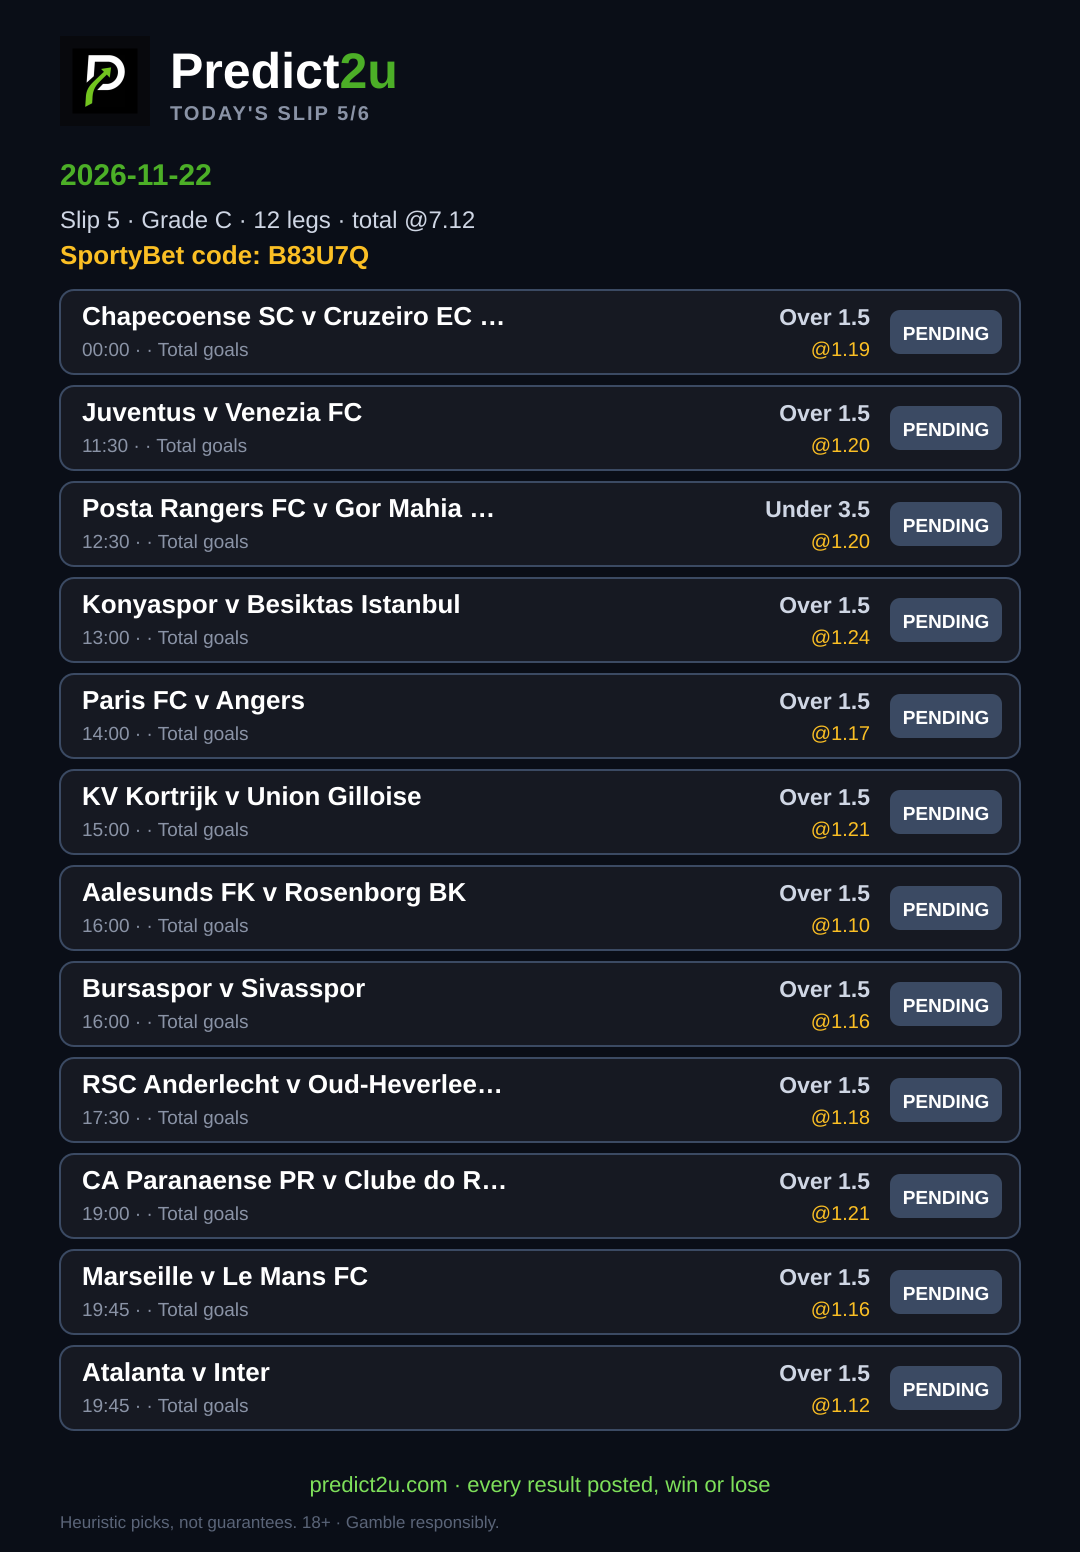 Predict2u
TODAY'S SLIP 5/6
2026-11-22
Slip 5 · Grade C · 12 legs · total @7.12
SportyBet code: B83U7Q
Chapecoense SC v Cruzeiro EC …
Over 1.5
PENDING
00:00 · · Total goals
@1.19
Juventus v Venezia FC
Over 1.5
PENDING
11:30 · · Total goals
@1.20
Posta Rangers FC v Gor Mahia …
Under 3.5
PENDING
12:30 · · Total goals
@1.20
Konyaspor v Besiktas Istanbul
Over 1.5
PENDING
13:00 · · Total goals
@1.24
Paris FC v Angers
Over 1.5
PENDING
14:00 · · Total goals
@1.17
KV Kortrijk v Union Gilloise
Over 1.5
PENDING
15:00 · · Total goals
@1.21
Aalesunds FK v Rosenborg BK
Over 1.5
PENDING
16:00 · · Total goals
@1.10
Bursaspor v Sivasspor
Over 1.5
PENDING
16:00 · · Total goals
@1.16
RSC Anderlecht v Oud-Heverlee…
Over 1.5
PENDING
17:30 · · Total goals
@1.18
CA Paranaense PR v Clube do R…
Over 1.5
PENDING
19:00 · · Total goals
@1.21
Marseille v Le Mans FC
Over 1.5
PENDING
19:45 · · Total goals
@1.16
Atalanta v Inter
Over 1.5
PENDING
19:45 · · Total goals
@1.12
predict2u.com · every result posted, win or lose
Heuristic picks, not guarantees. 18+ · Gamble responsibly.